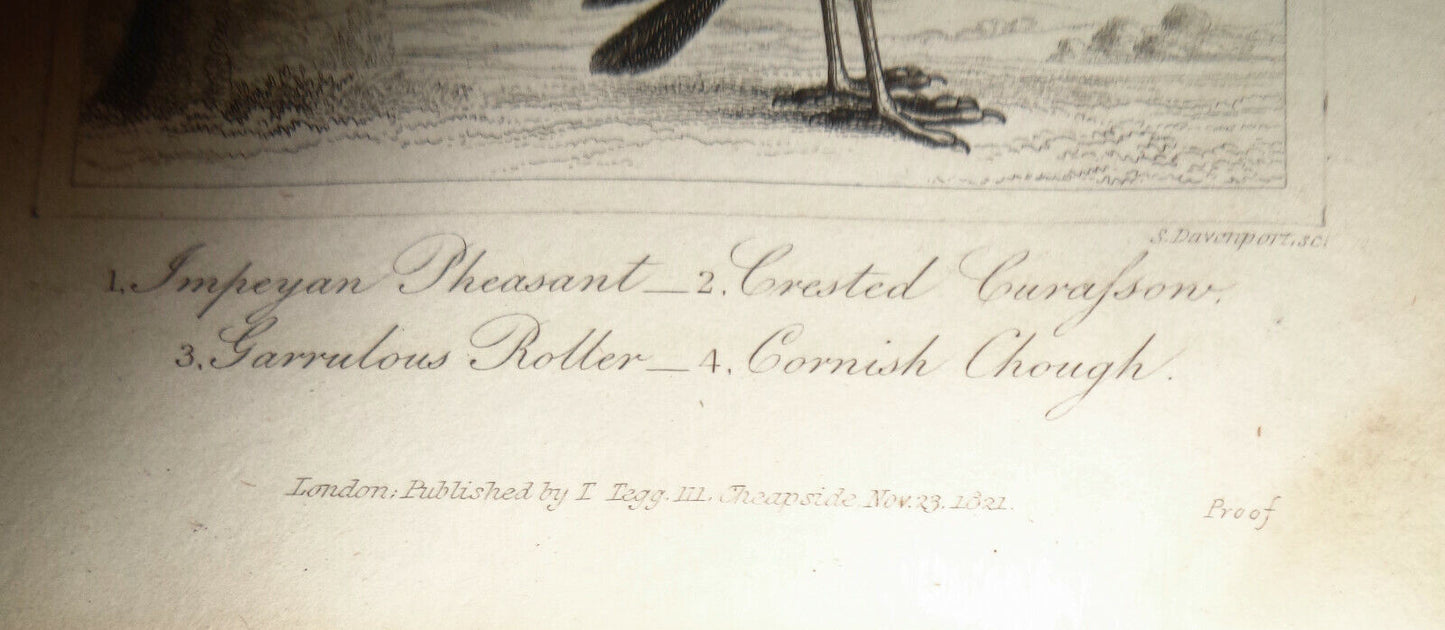 S. Davenport, sc.
1. Impeyan Pheasant — 2. Crested Curaſsow.
3. Garrulous Roller — 4. Cornish Chough.
London; Published by T Tegg. 111. Cheapside. Nov. 23. 1821.
Proof